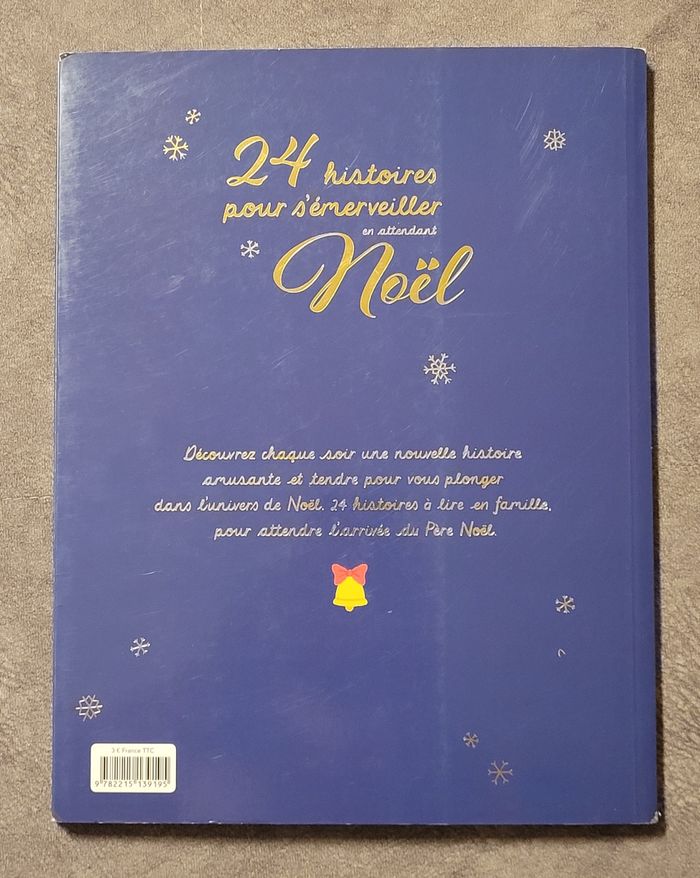 24 histoires
pour s'émerveiller
en attendant
Noël
Découvrez chaque soir une nouvelle histoire
amusante et tendre pour vous plonger
dans l'univers de Noël. 24 histoires à lire en famille,
pour attendre l'arrivée du Père Noël.
3 € France TTC
9 782215 139195